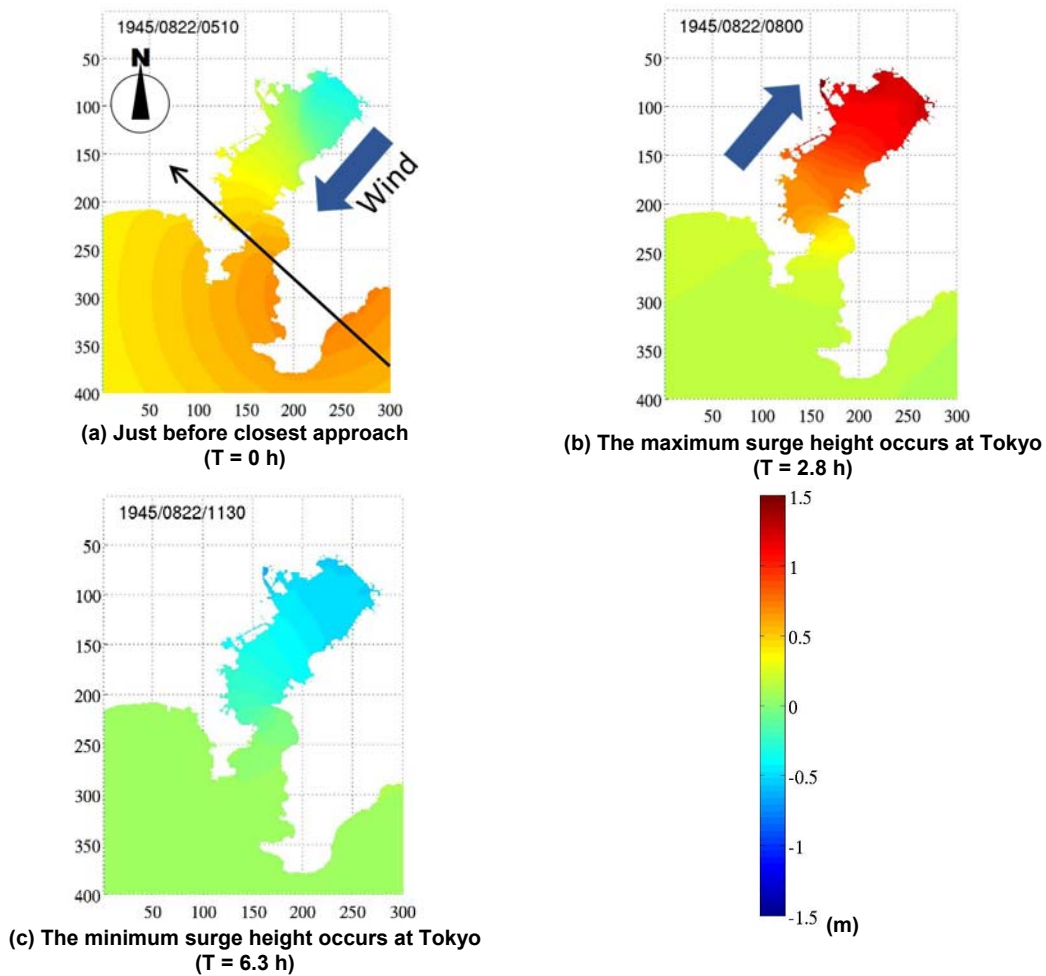 1945/0822/0510
N
Wind
50
100
150
200
250
300
350
400
50 100 150 200 250 300
(a) Just before closest approach
(T = 0 h)
1945/0822/0800
50
100
150
200
250
300
350
400
50 100 150 200 250 300
(b) The maximum surge height occurs at Tokyo
(T = 2.8 h)
1945/0822/1130
50
100
150
200
250
300
350
400
50 100 150 200 250 300
(c) The minimum surge height occurs at Tokyo
(T = 6.3 h)
1.5
1
0.5
0
-0.5
-1
-1.5
(m)